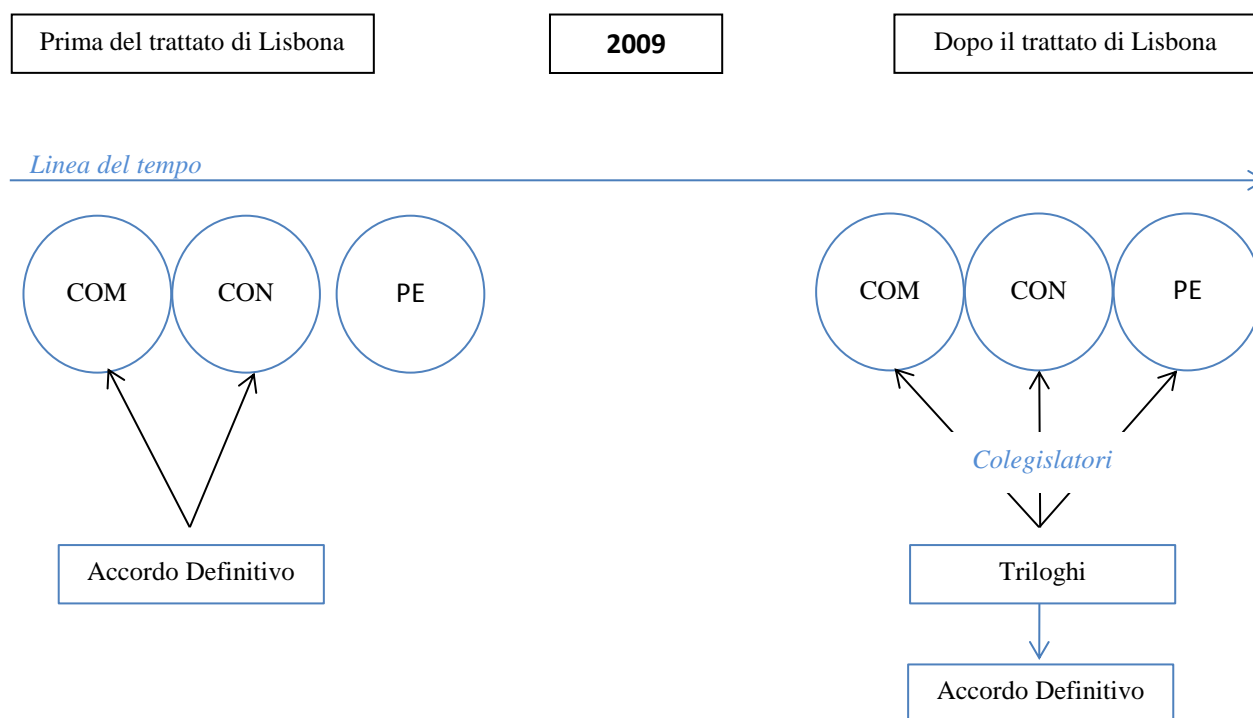 Prima del trattato di Lisbona
2009
Dopo il trattato di Lisbona
Linea del tempo
COM
CON
PE
COM
CON
PE
Colegislatori
Accordo Definitivo
Triloghi
Accordo Definitivo